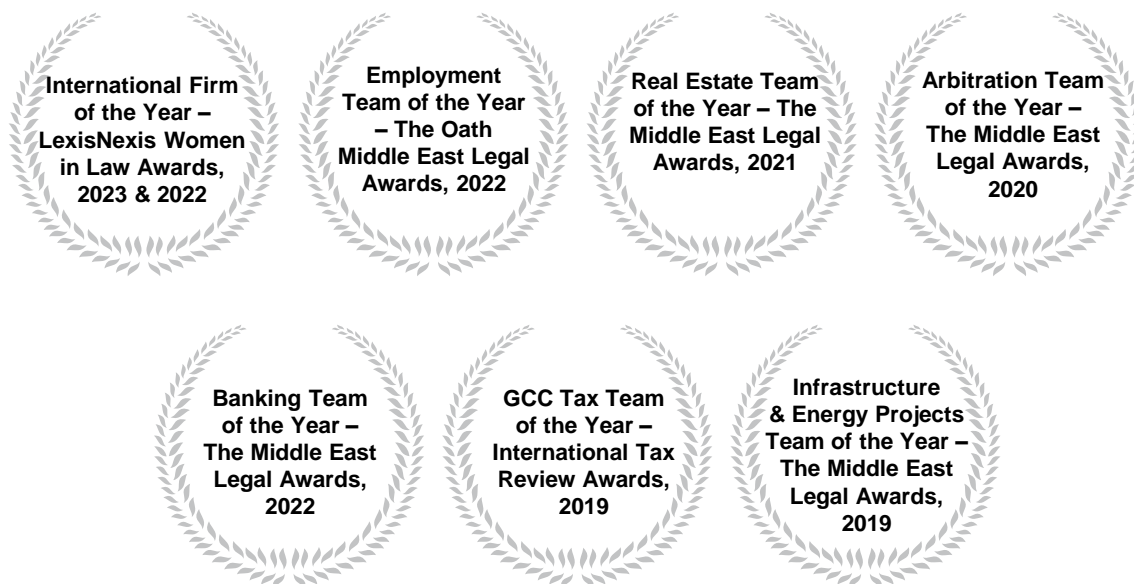 International Firm
of the Year –
LexisNexis Women
in Law Awards,
2023 & 2022
Employment
Team of the Year
– The Oath
Middle East Legal
Awards, 2022
Real Estate Team
of the Year – The
Middle East Legal
Awards, 2021
Arbitration Team
of the Year –
The Middle East
Legal Awards,
2020
Banking Team
of the Year –
The Middle East
Legal Awards,
2022
GCC Tax Team
of the Year –
International Tax
Review Awards,
2019
Infrastructure
& Energy Projects
Team of the Year –
The Middle East
Legal Awards,
2019